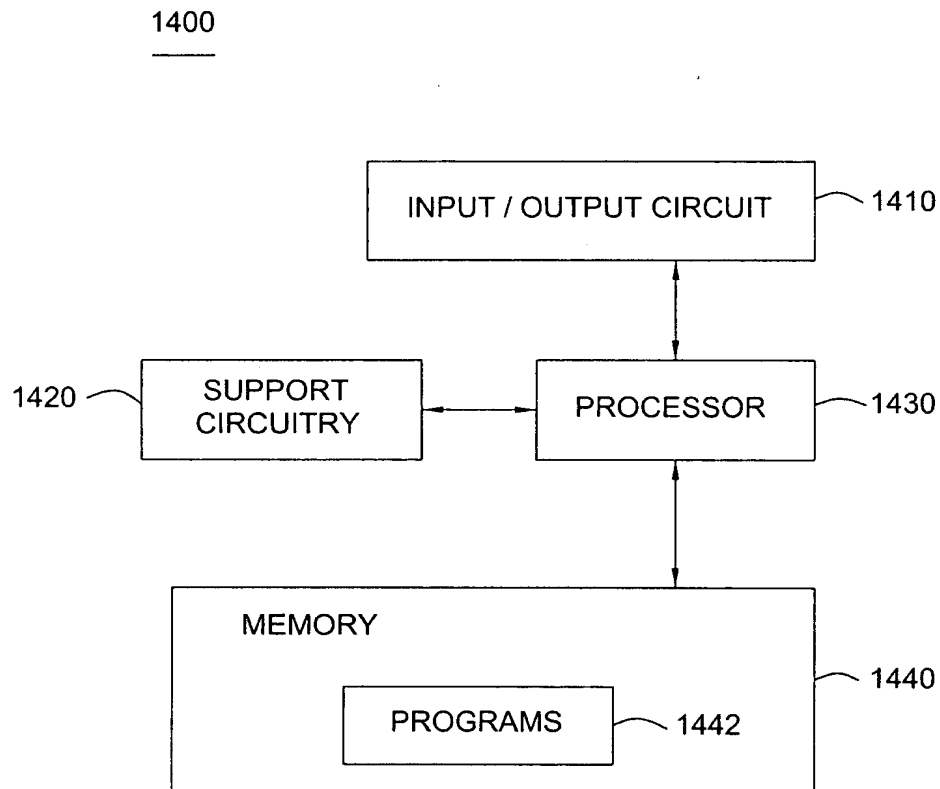 1400
INPUT / OUTPUT CIRCUIT
1410
1420
SUPPORT
CIRCUITRY
PROCESSOR
1430
MEMORY
1440
PROGRAMS
1442